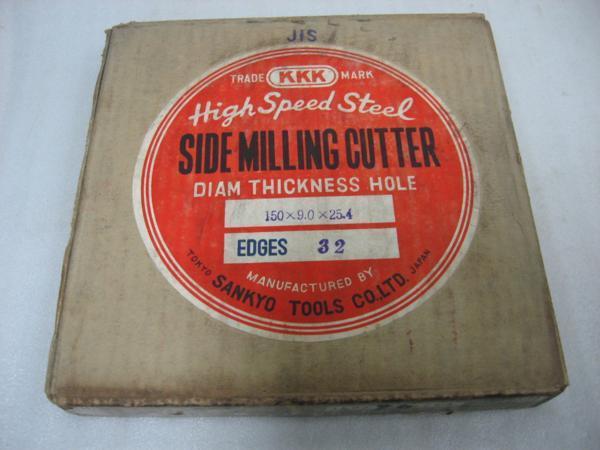 JIS
TRADE KKK MARK
High Speed Steel
SIDE MILLING CUTTER
DIAM THICKNESS HOLE
150×9.0×25.4
EDGES 32
MANUFACTURED BY
TOKYO SANKYO TOOLS CO., LTD. JAPAN